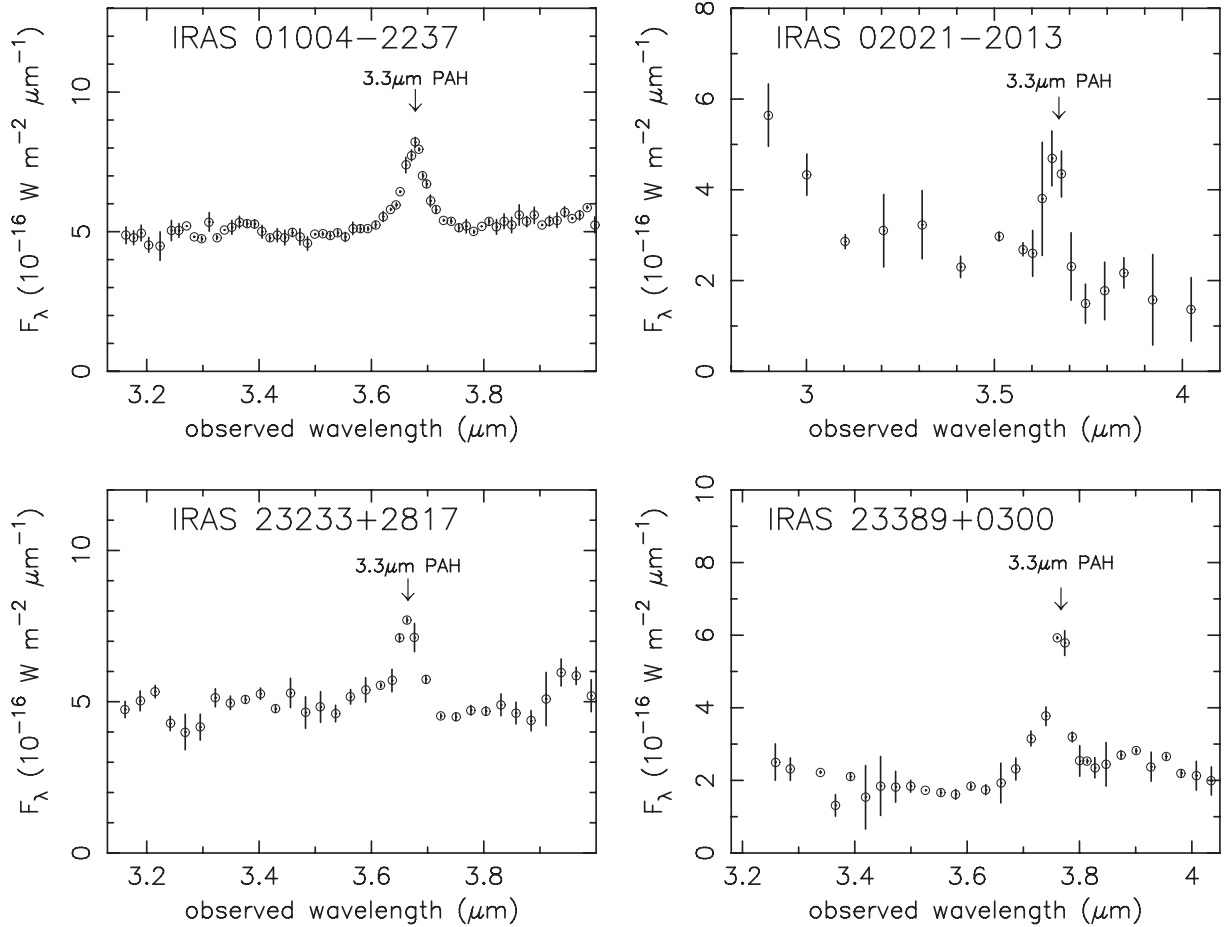 IRAS 01004−2237
3.3μm PAH
10
5
0
F_λ (10^−16 W m^−2 μm^−1)
3.2 3.4 3.6 3.8
observed wavelength (μm)
IRAS 02021−2013
3.3μm PAH
8
6
4
2
0
F_λ (10^−16 W m^−2 μm^−1)
3 3.5 4
observed wavelength (μm)
IRAS 23233+2817
3.3μm PAH
10
5
0
F_λ (10^−16 W m^−2 μm^−1)
3.2 3.4 3.6 3.8
observed wavelength (μm)
IRAS 23389+0300
3.3μm PAH
10
8
6
4
2
0
F_λ (10^−16 W m^−2 μm^−1)
3.2 3.4 3.6 3.8 4
observed wavelength (μm)